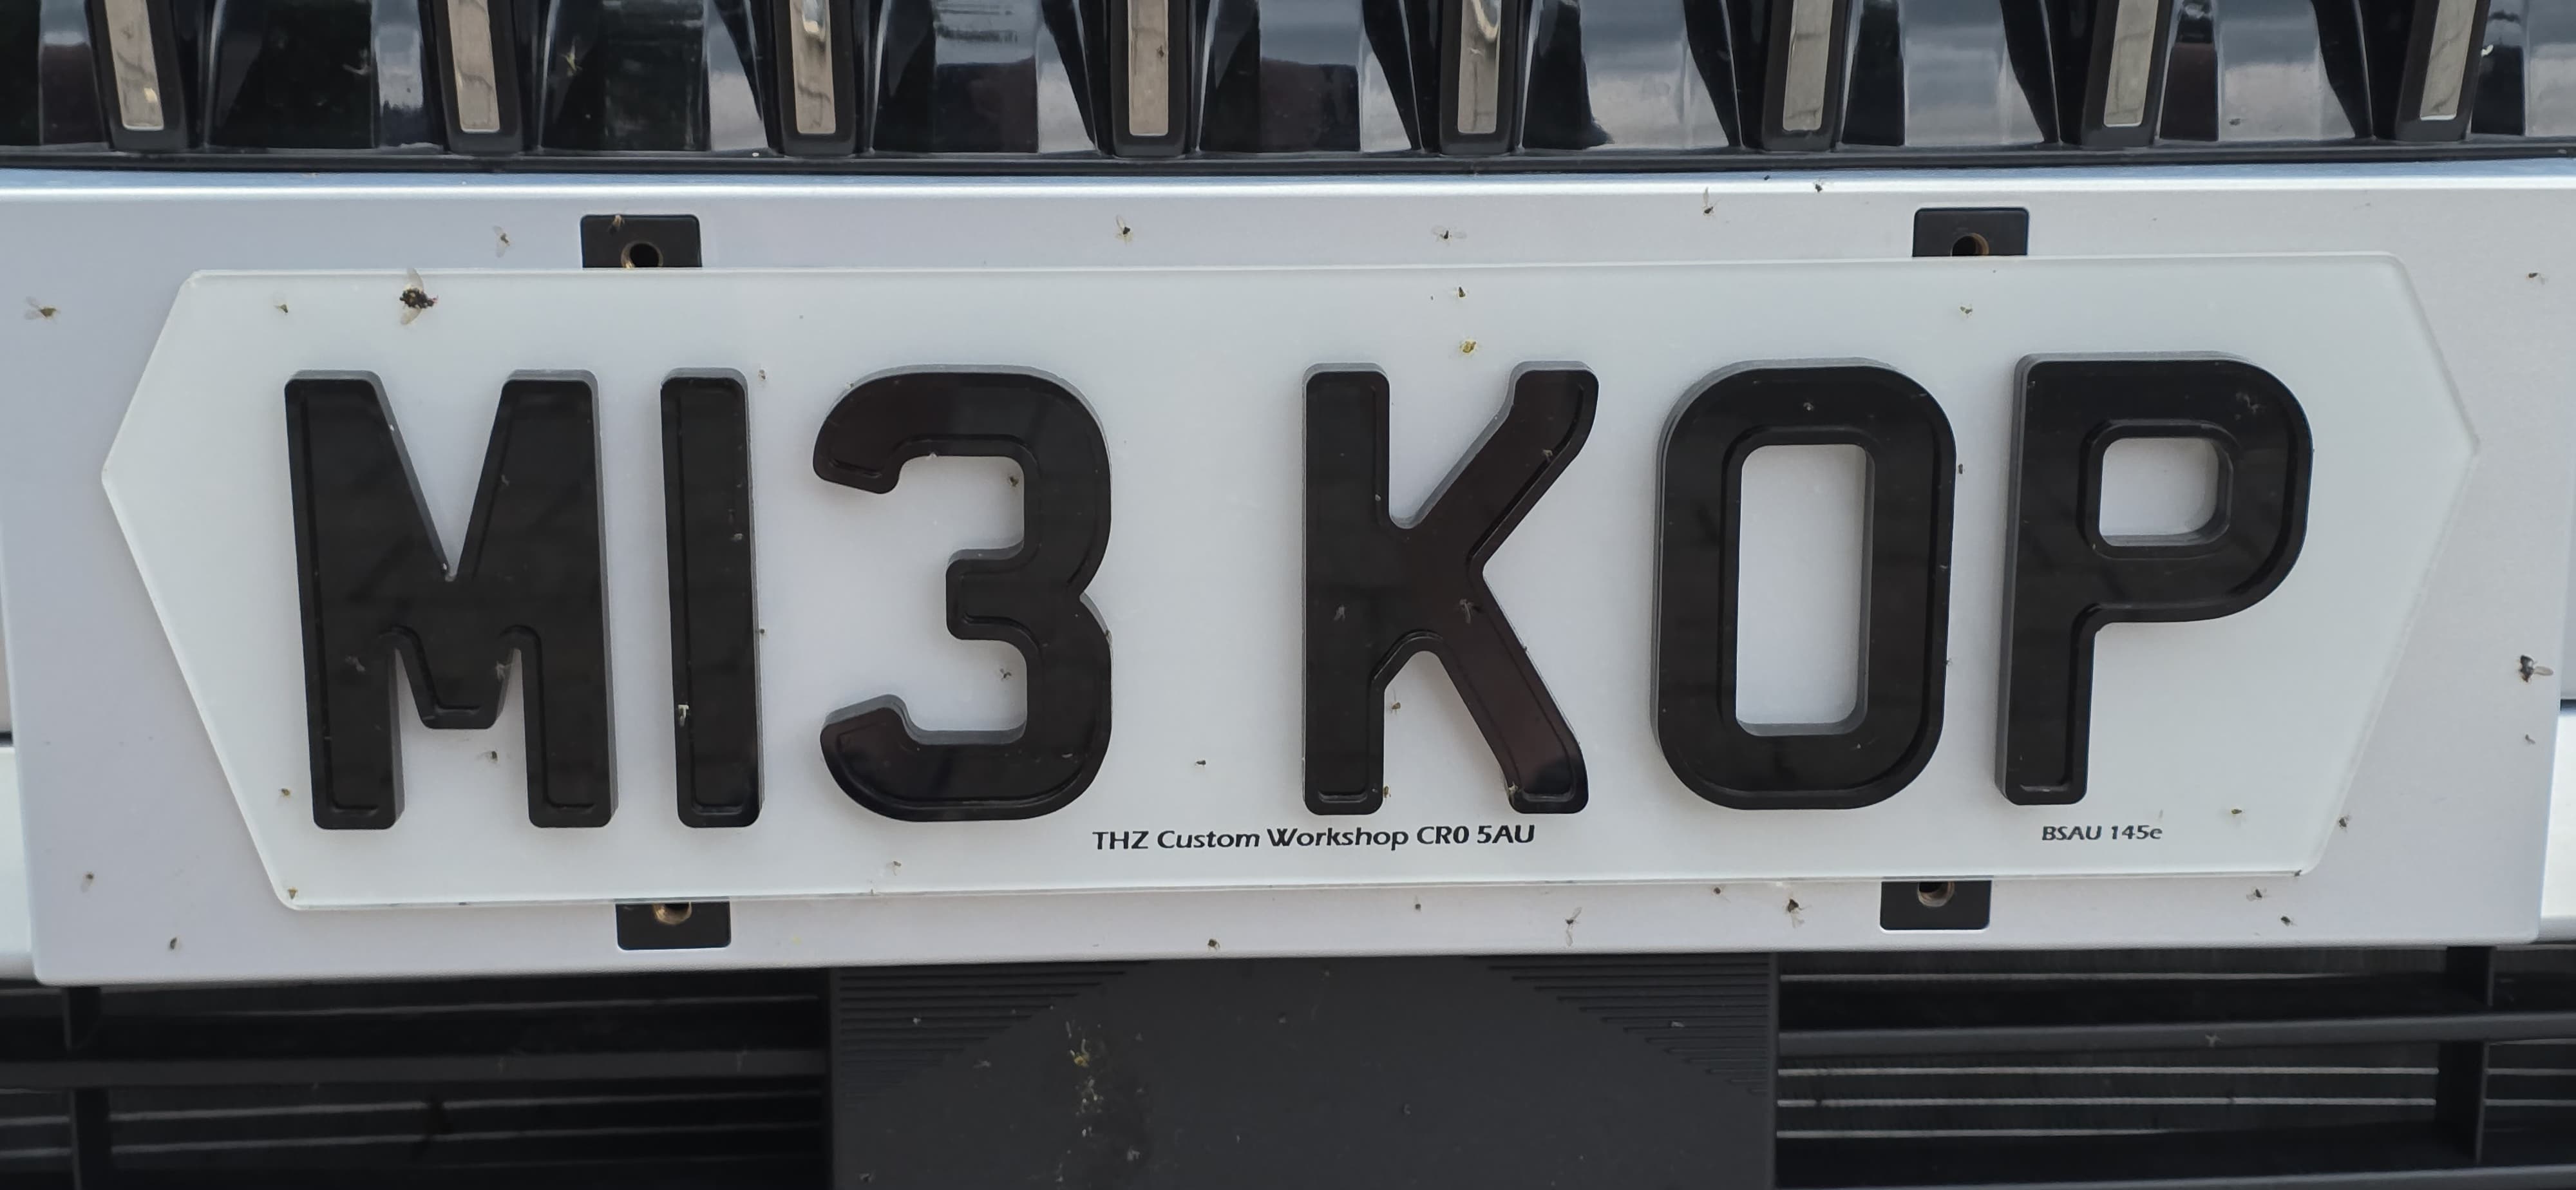 M13 KOP
THZ Custom Workshop CR0 5AU
BSAU 145e